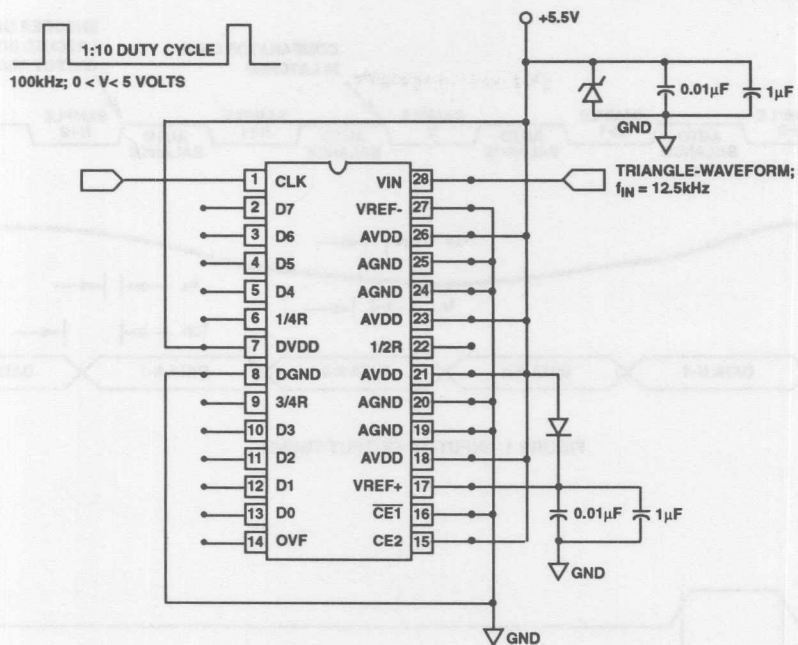 +5.5V
1:10 DUTY CYCLE
100kHz; 0 < V< 5 VOLTS
0.01µF
1µF
GND
TRIANGLE-WAVEFORM;
fIN = 12.5kHz
1 CLK VIN 28
2 D7 VREF- 27
3 D6 AVDD 26
4 D5 AGND 25
5 D4 AGND 24
6 1/4R AVDD 23
7 DVDD 1/2R 22
8 DGND AVDD 21
9 3/4R AGND 20
10 D3 AGND 19
11 D2 AVDD 18
12 D1 VREF+ 17
13 D0 CE1 16
14 OVF CE2 15
0.01µF 1µF
GND
GND